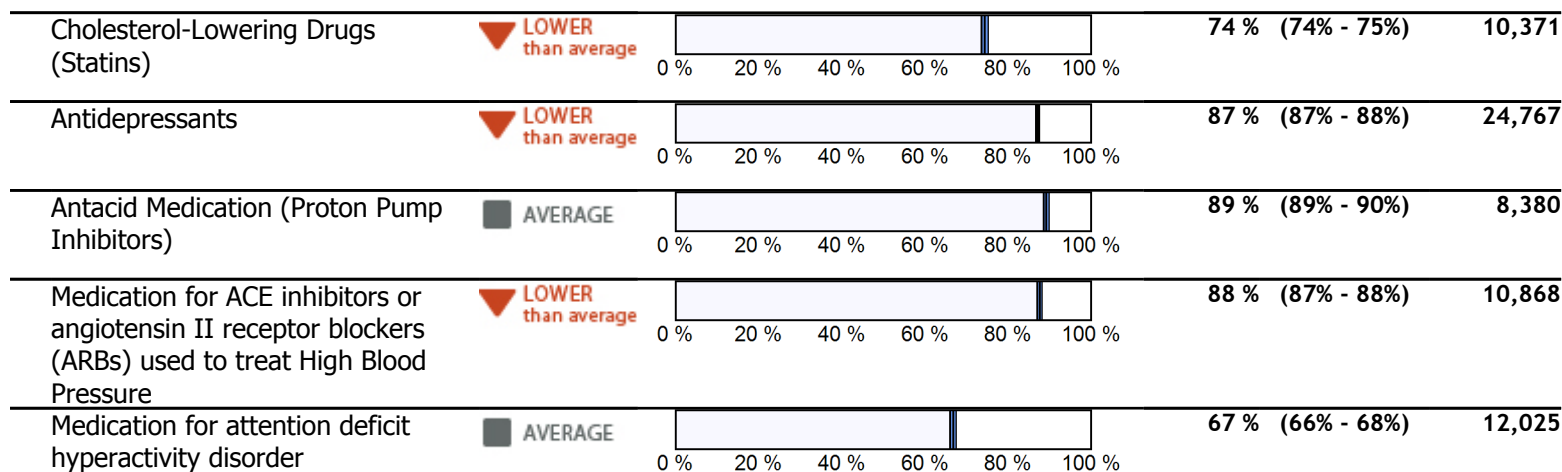 Cholesterol-Lowering Drugs
(Statins)
LOWER
than average
0 % 20 % 40 % 60 % 80 % 100 %
74 % (74% - 75%) 10,371
Antidepressants
LOWER
than average
0 % 20 % 40 % 60 % 80 % 100 %
87 % (87% - 88%) 24,767
Antacid Medication (Proton Pump
Inhibitors)
AVERAGE
0 % 20 % 40 % 60 % 80 % 100 %
89 % (89% - 90%) 8,380
Medication for ACE inhibitors or
angiotensin II receptor blockers
(ARBs) used to treat High Blood
Pressure
LOWER
than average
0 % 20 % 40 % 60 % 80 % 100 %
88 % (87% - 88%) 10,868
Medication for attention deficit
hyperactivity disorder
AVERAGE
0 % 20 % 40 % 60 % 80 % 100 %
67 % (66% - 68%) 12,025